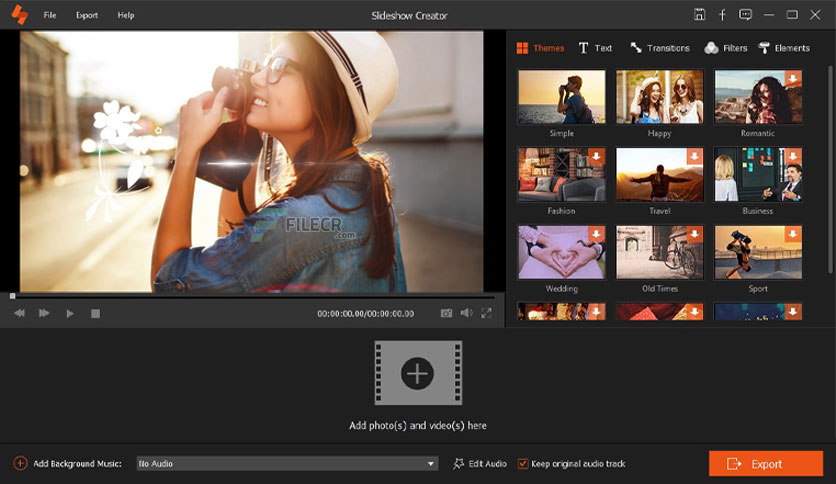 File Export Help Slideshow Creator
Themes Text Transitions Filters Elements
Simple Happy Romantic
Fashion Travel Business
FILECR
.com
Wedding Old Times Sport
00:00:00.00/00:00:00.00
Add photo(s) and video(s) here
Add Background Music: No Audio Edit Audio Keep original audio track Export